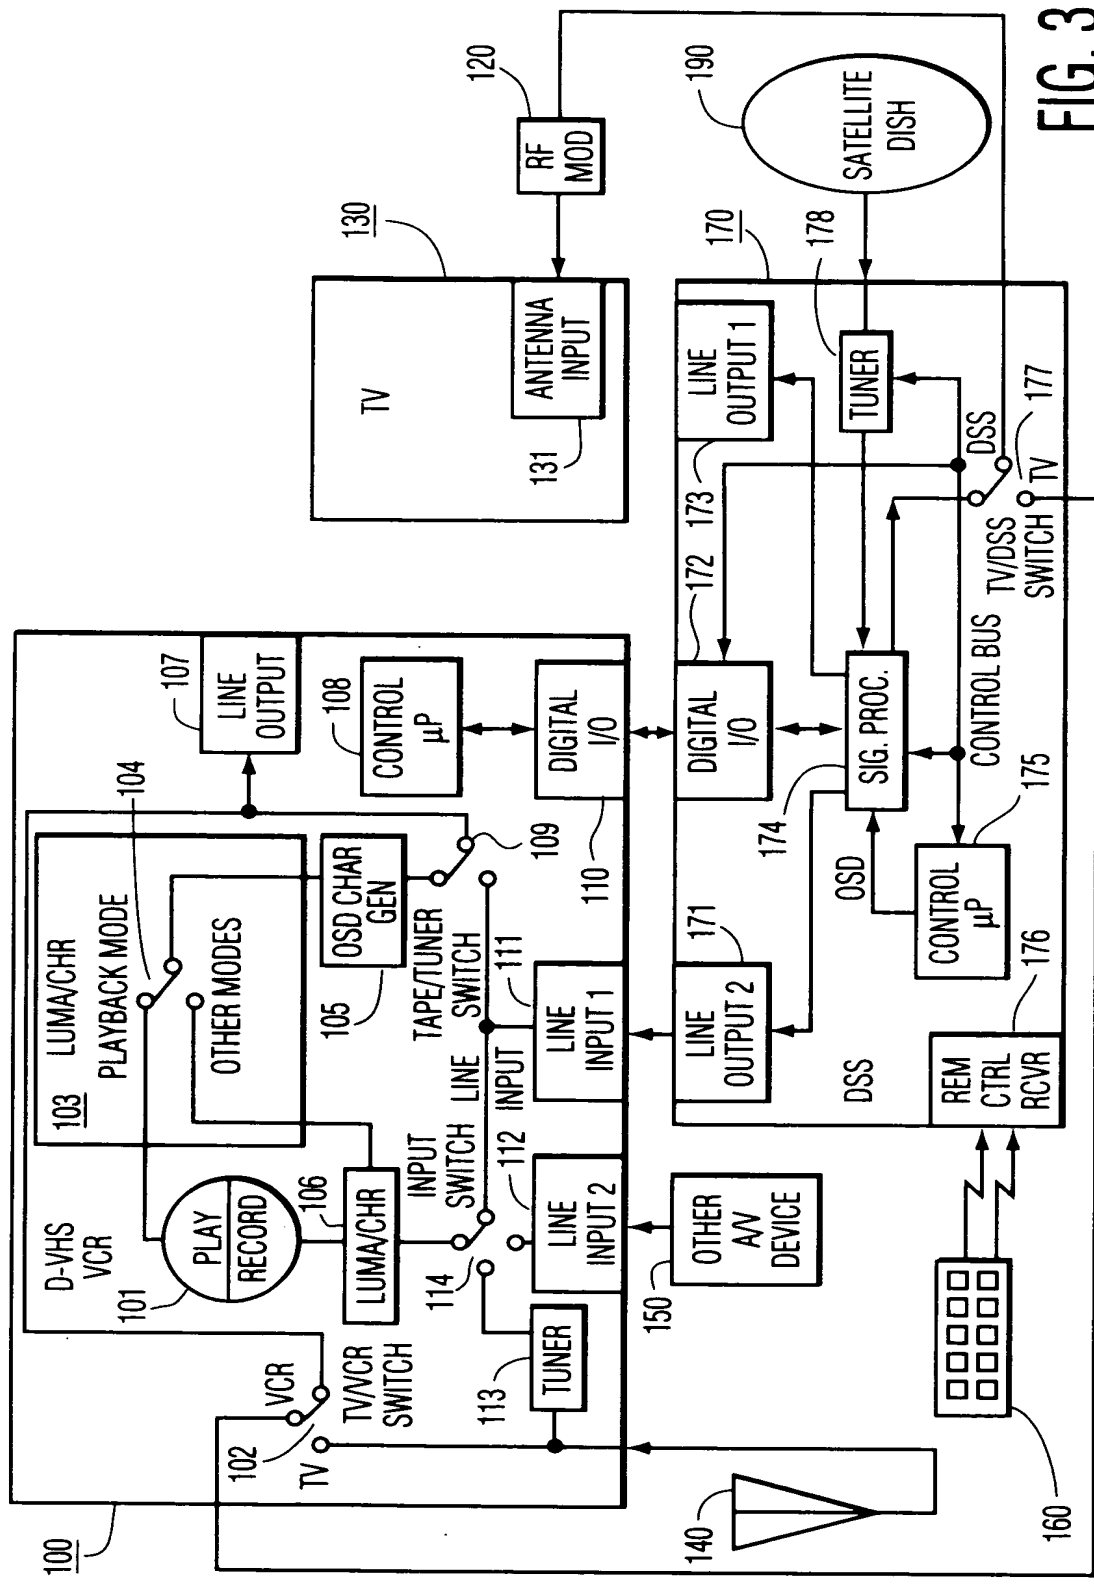 100
D-VHS
VCR
101
PLAY
RECORD
102
VCR
TV
TV/VCR
SWITCH
103
LUMA/CHR
PLAYBACK MODE
OTHER MODES
104
105
OSD CHAR
GEN
106
LUMA/CHR
107
LINE
OUTPUT
108
CONTROL
µP
109
TAPE/TUNER
SWITCH
110
DIGITAL
I/O
111
LINE
INPUT
LINE
INPUT 1
112
LINE
INPUT 2
INPUT
SWITCH
114
113
TUNER
120
RF
MOD
130
TV
131
ANTENNA
INPUT
140
150
OTHER
A/V
DEVICE
160
170
DSS
171
LINE
OUTPUT 2
172
DIGITAL
I/O
173
LINE
OUTPUT 1
174
SIG. PROC.
OSD
175
CONTROL
µP
CONTROL BUS
176
REM
CTRL
RCVR
177
TV/DSS
SWITCH
TV
DSS
178
TUNER
190
SATELLITE
DISH
FIG. 3